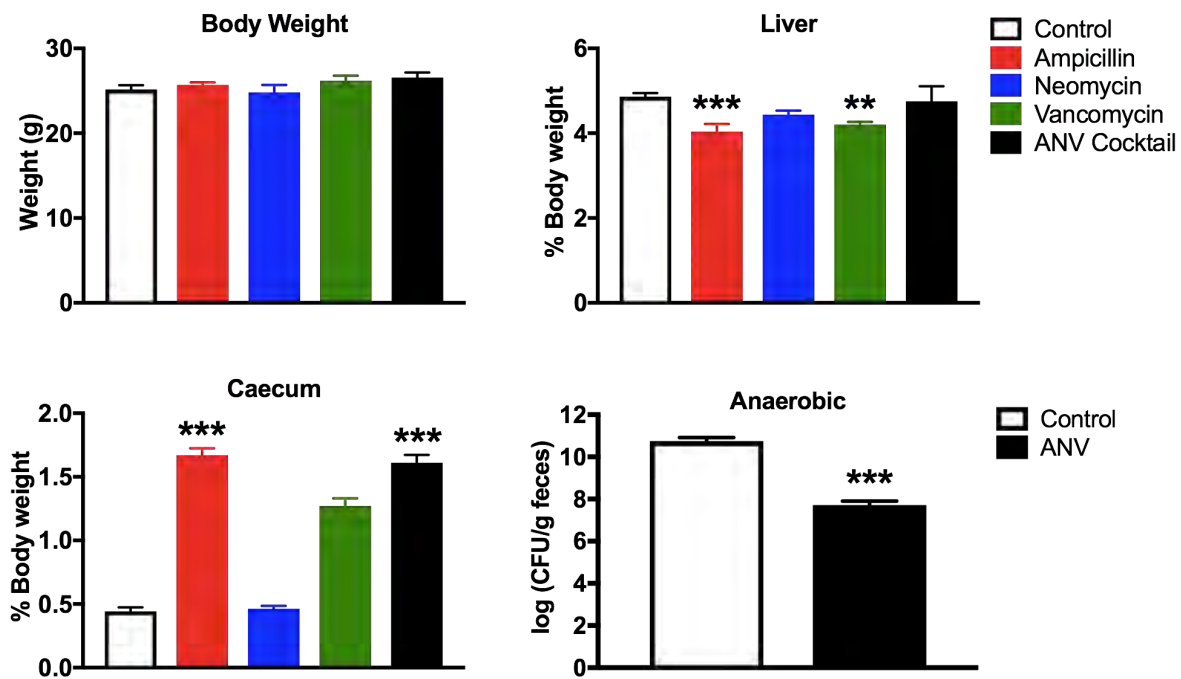 Body Weight
Weight (g)
30
20
10
0
Liver
% Body weight
6
4
2
0
***
**
Control
Ampicillin
Neomycin
Vancomycin
ANV Cocktail
Caecum
% Body weight
2.0
1.5
1.0
0.5
0.0
***
***
Anaerobic
log (CFU/g feces)
12
10
8
6
4
2
0
***
Control
ANV